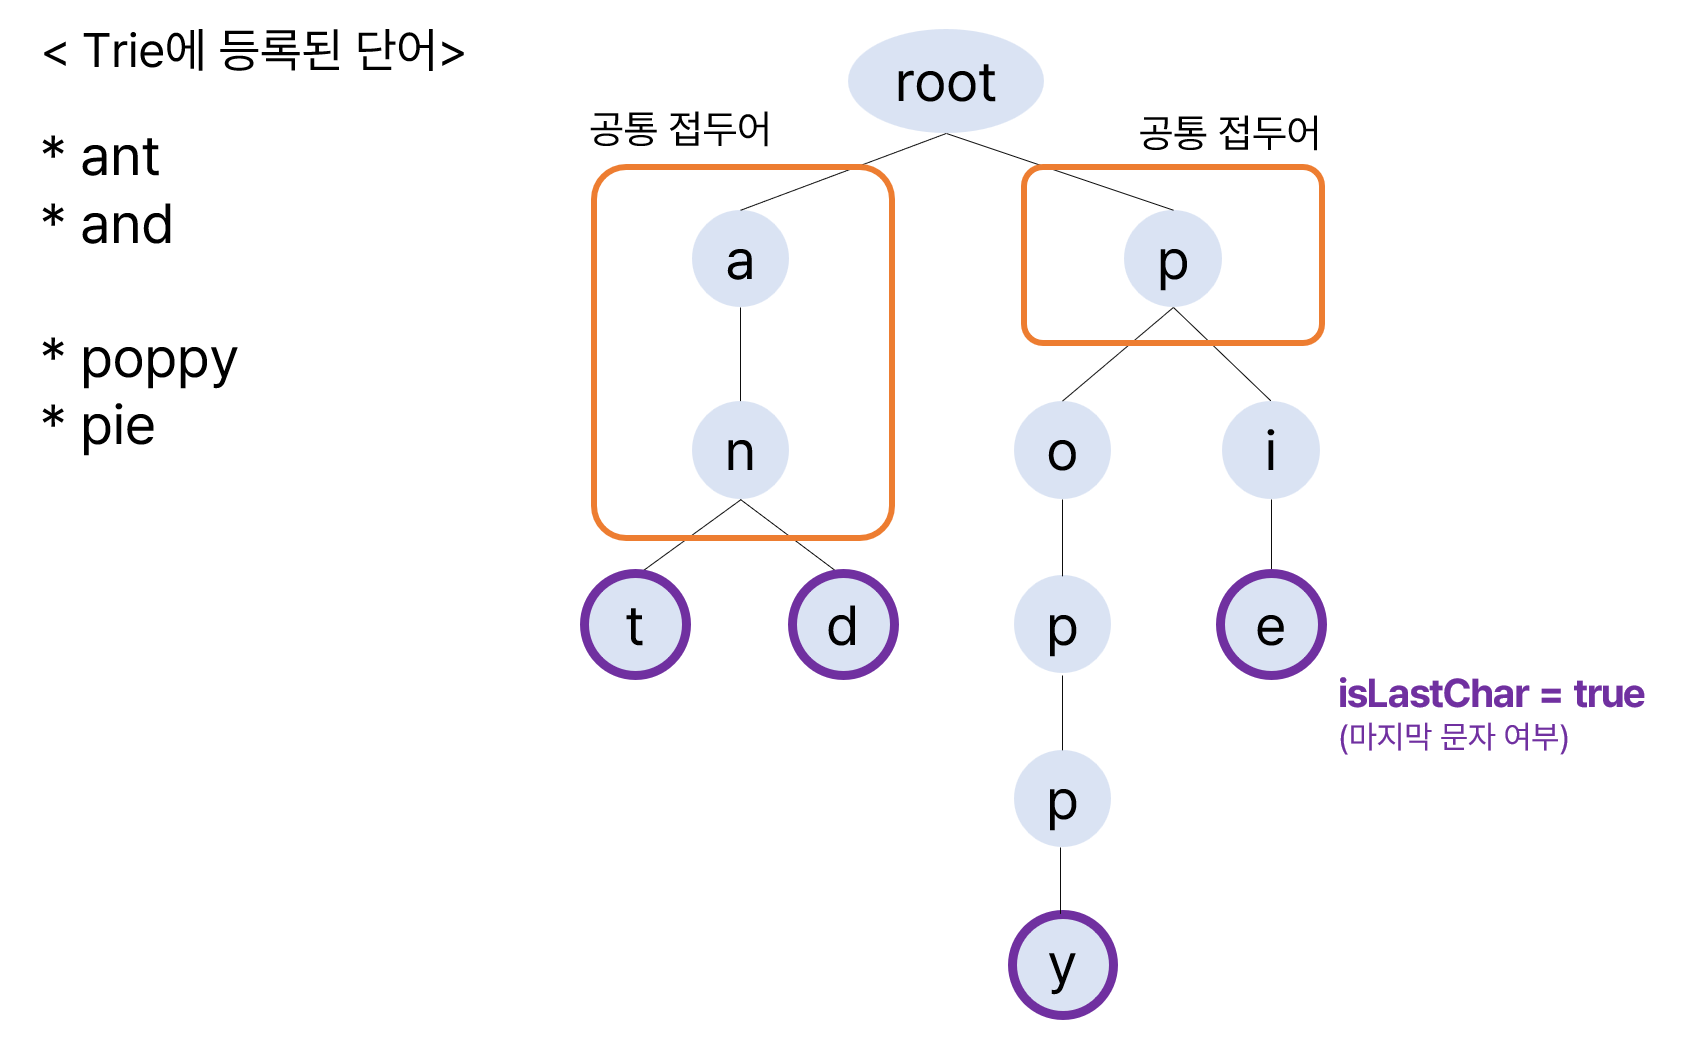 < Trie에 등록된 단어>
* ant
* and
* poppy
* pie
root
공통 접두어
공통 접두어
a
p
n
o
i
t
d
p
e
isLastChar = true
(마지막 문자 여부)
p
y